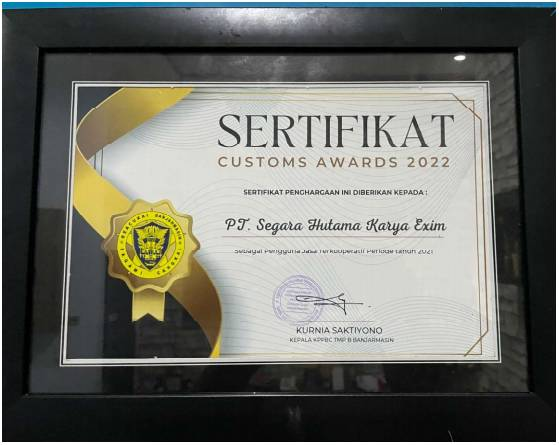 SERTIFIKAT
CUSTOMS AWARDS 2022
SERTIFIKAT PENGHARGAAN INI DIBERIKAN KEPADA :
PT. Segara Hutama Karya Exim
Sebagai Pengguna Jasa Terkooperatif Periode tahun 2021
KURNIA SAKTIYONO
KEPALA KPPBC TMP B BANJARMASIN